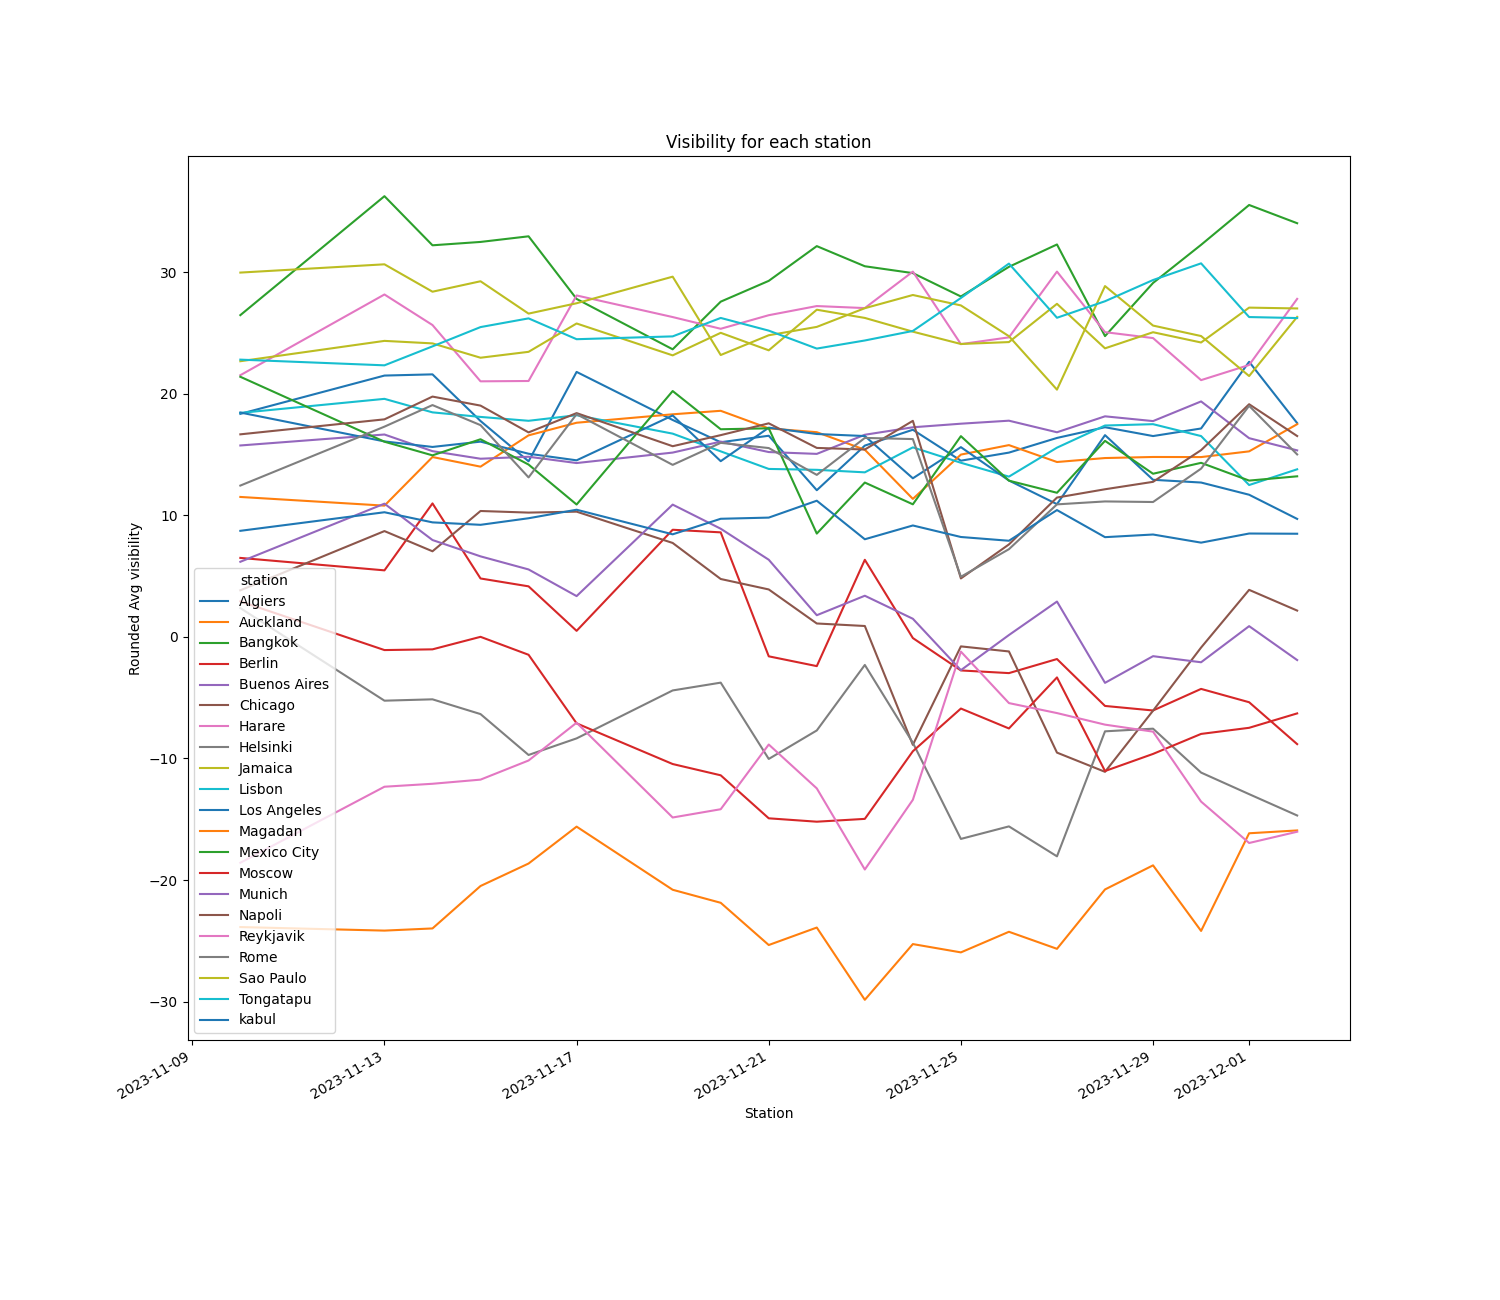 Visibility for each station
Rounded Avg visibility
30
20
10
0
−10
−20
−30
station
Algiers
Auckland
Bangkok
Berlin
Buenos Aires
Chicago
Harare
Helsinki
Jamaica
Lisbon
Los Angeles
Magadan
Mexico City
Moscow
Munich
Napoli
Reykjavik
Rome
Sao Paulo
Tongatapu
kabul
2023-11-09
2023-11-13
2023-11-17
2023-11-21
2023-11-25
2023-11-29
2023-12-01
Station